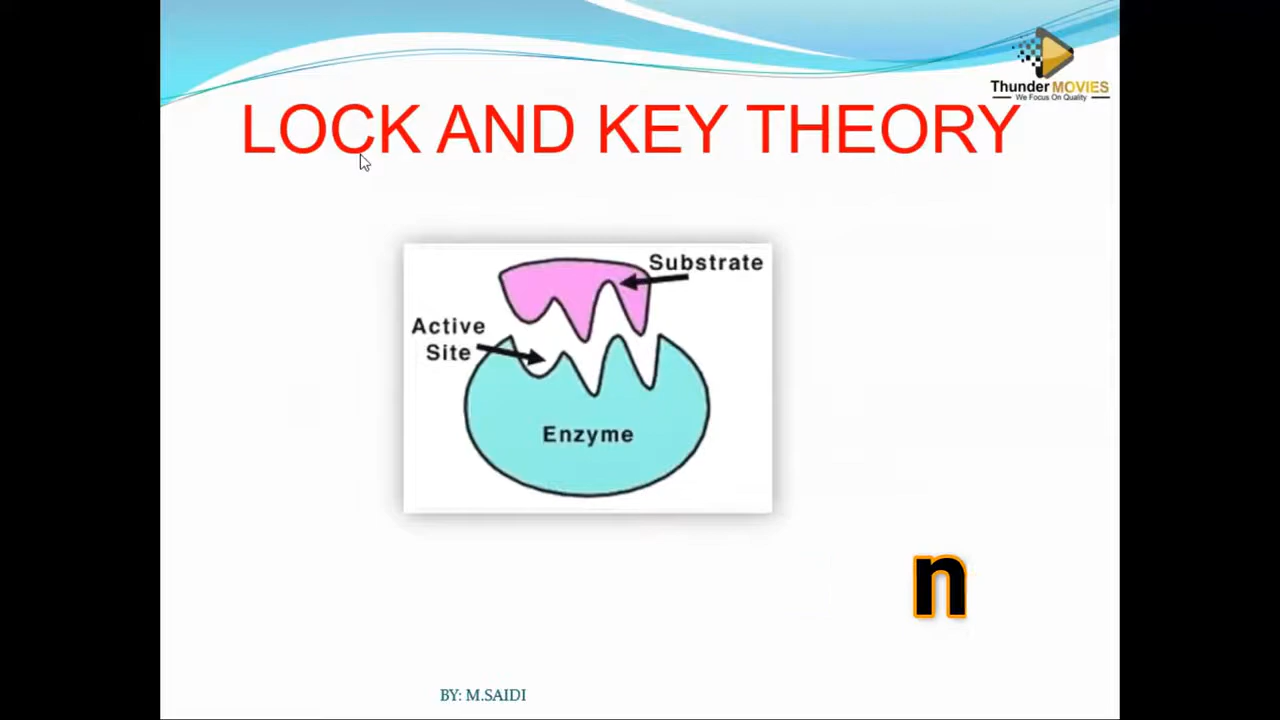 Thunder MOVIES
We Focus On Quality
LOCK AND KEY THEORY
Substrate
Active
Site
Enzyme
n
BY: M.SAIDI